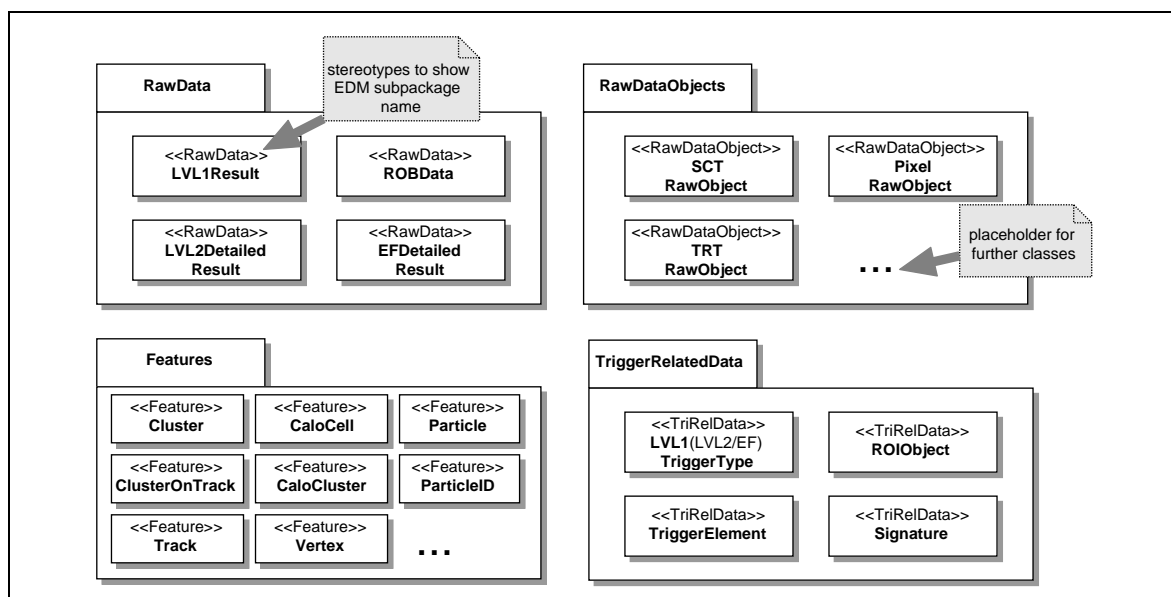 stereotypes to show
EDM subpackage
name
RawData
<<RawData>>
LVL1Result
<<RawData>>
ROBData
<<RawData>>
LVL2Detailed
Result
<<RawData>>
EFDetailed
Result
RawDataObjects
<<RawDataObject>>
SCT
RawObject
<<RawDataObject>>
Pixel
RawObject
<<RawDataObject>>
TRT
RawObject
...
placeholder for
further classes
Features
<<Feature>>
Cluster
<<Feature>>
CaloCell
<<Feature>>
Particle
<<Feature>>
ClusterOnTrack
<<Feature>>
CaloCluster
<<Feature>>
ParticleID
<<Feature>>
Track
<<Feature>>
Vertex
...
TriggerRelatedData
<<TriRelData>>
LVL1(LVL2/EF)
TriggerType
<<TriRelData>>
ROIObject
<<TriRelData>>
TriggerElement
<<TriRelData>>
Signature